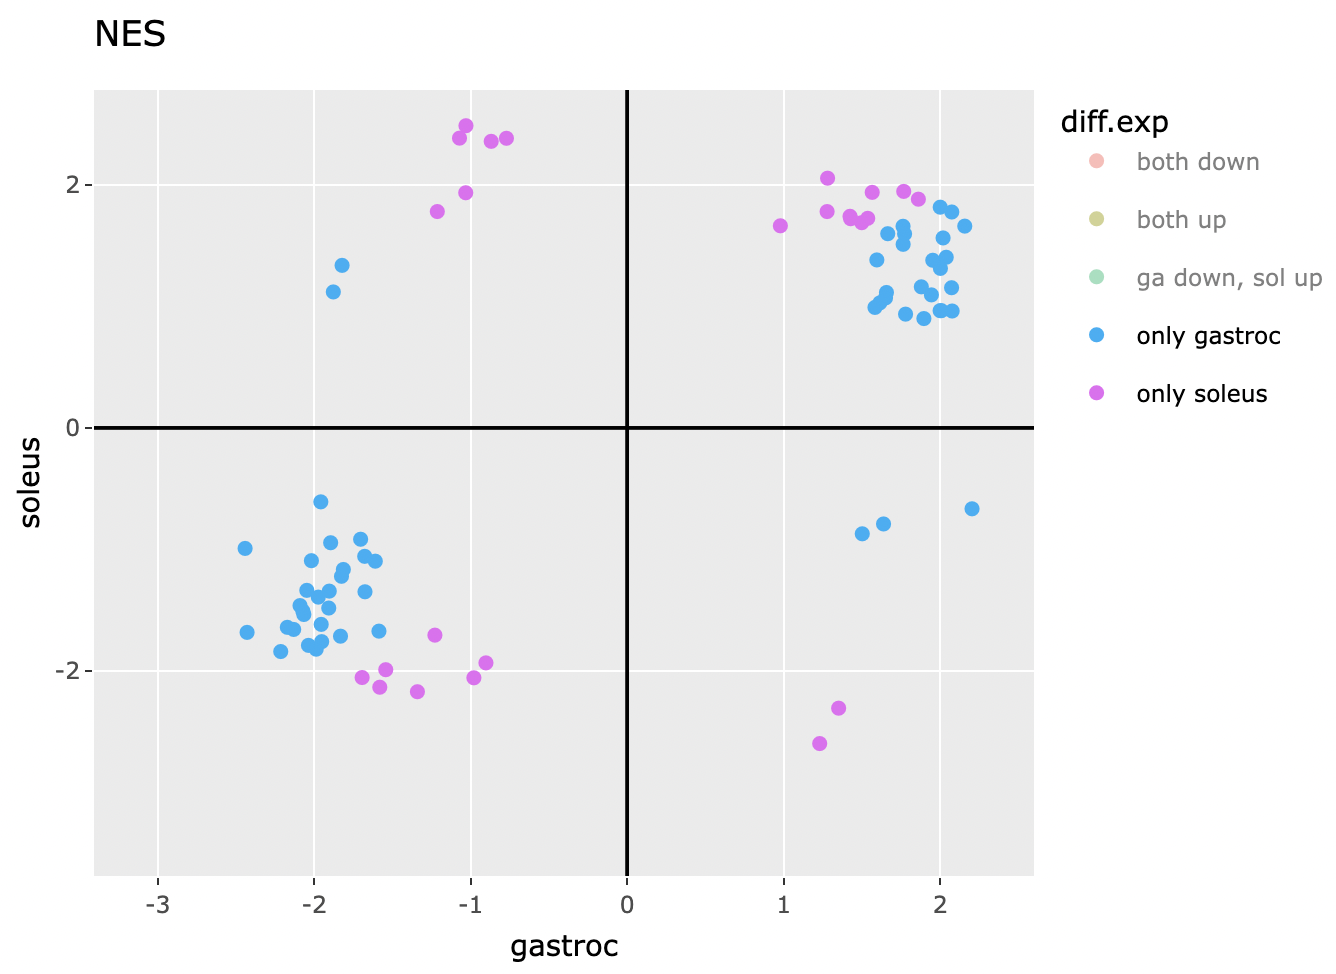 NES
diff.exp
both down
both up
ga down, sol up
only gastroc
only soleus
2
0
-2
soleus
-3
-2
-1
0
1
2
gastroc